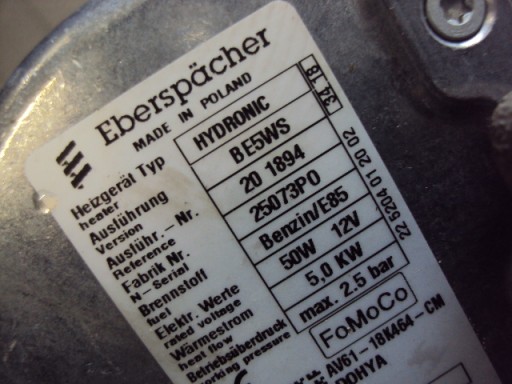 Eberspächer
MADE IN POLAND
Heizgerät Typ HYDRONIC 34 18
heater
Ausführung BE5WS
Version
Ausführ.-Nr. 20 1894
Reference
Fabrik Nr. 25073P0
N-Serial
Brennstoff Benzin/E85
fuel
Elektr. Werte 50W 12V
rated voltage
Wärmestrom 5,0 KW
heat flow
Betriebsüberdruck max. 2.5 bar
working pressure
22 5204 01 20 02
FoMoCo
AV61-18K464-CM